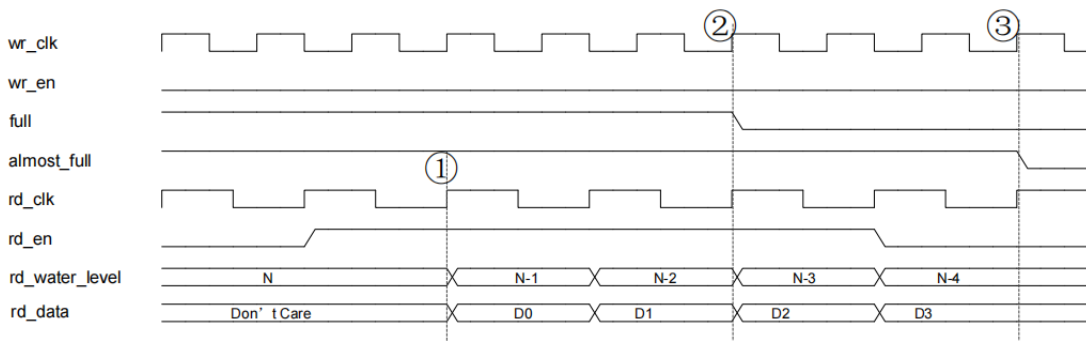 ② ③
wr_clk
wr_en
full
almost_full
①
rd_clk
rd_en
rd_water_level N N-1 N-2 N-3 N-4
rd_data Don’t Care D0 D1 D2 D3